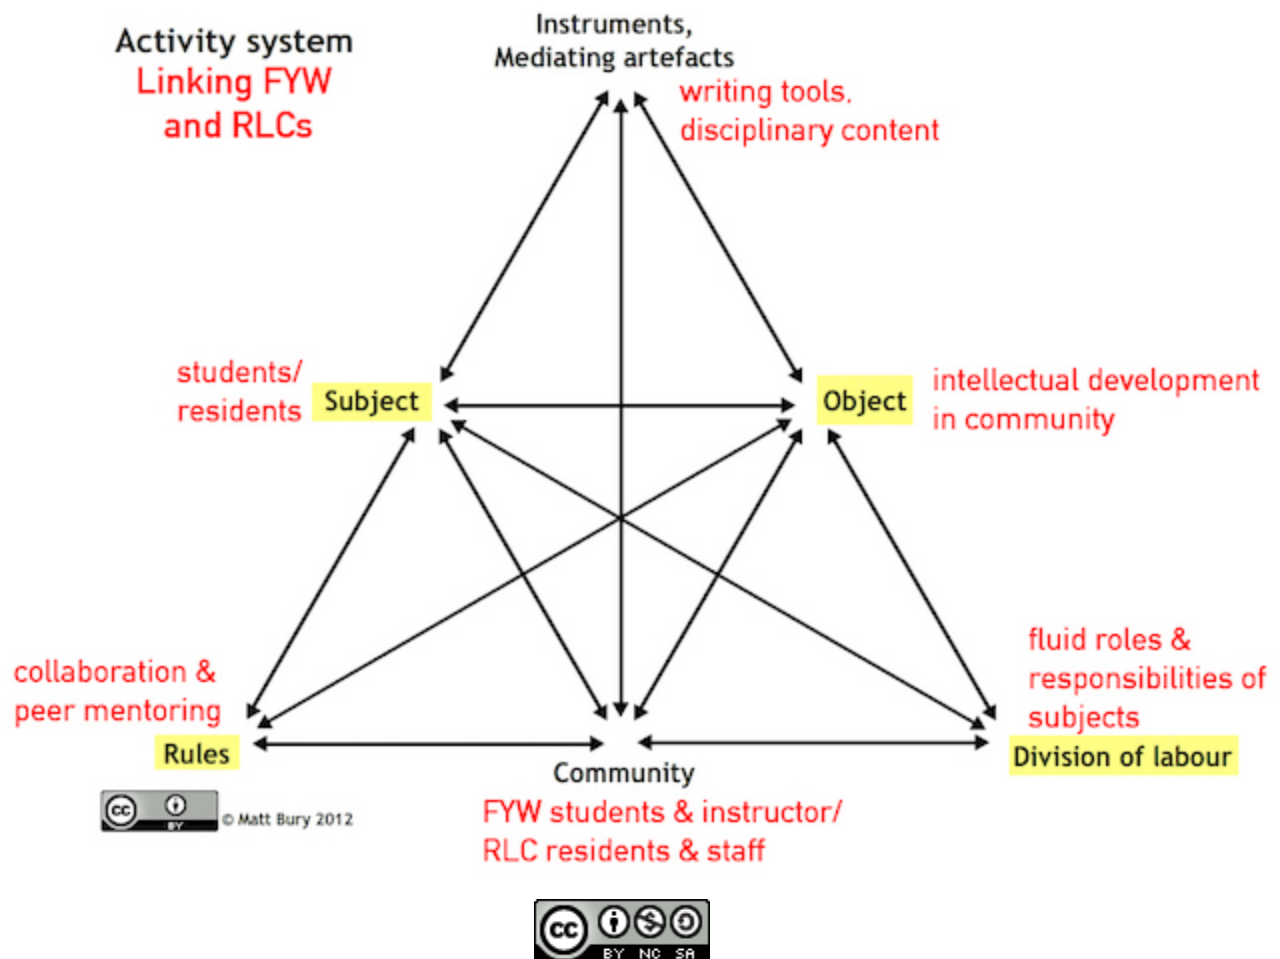 Activity system
Linking FYW
and RLCs
Instruments,
Mediating artefacts
writing tools,
disciplinary content
students/
residents
Subject
Object
intellectual development
in community
collaboration &
peer mentoring
Rules
fluid roles &
responsibilities of
subjects
Division of labour
Community
FYW students & instructor/
RLC residents & staff
cc
BY
© Matt Bury 2012
cc
BY NC SA